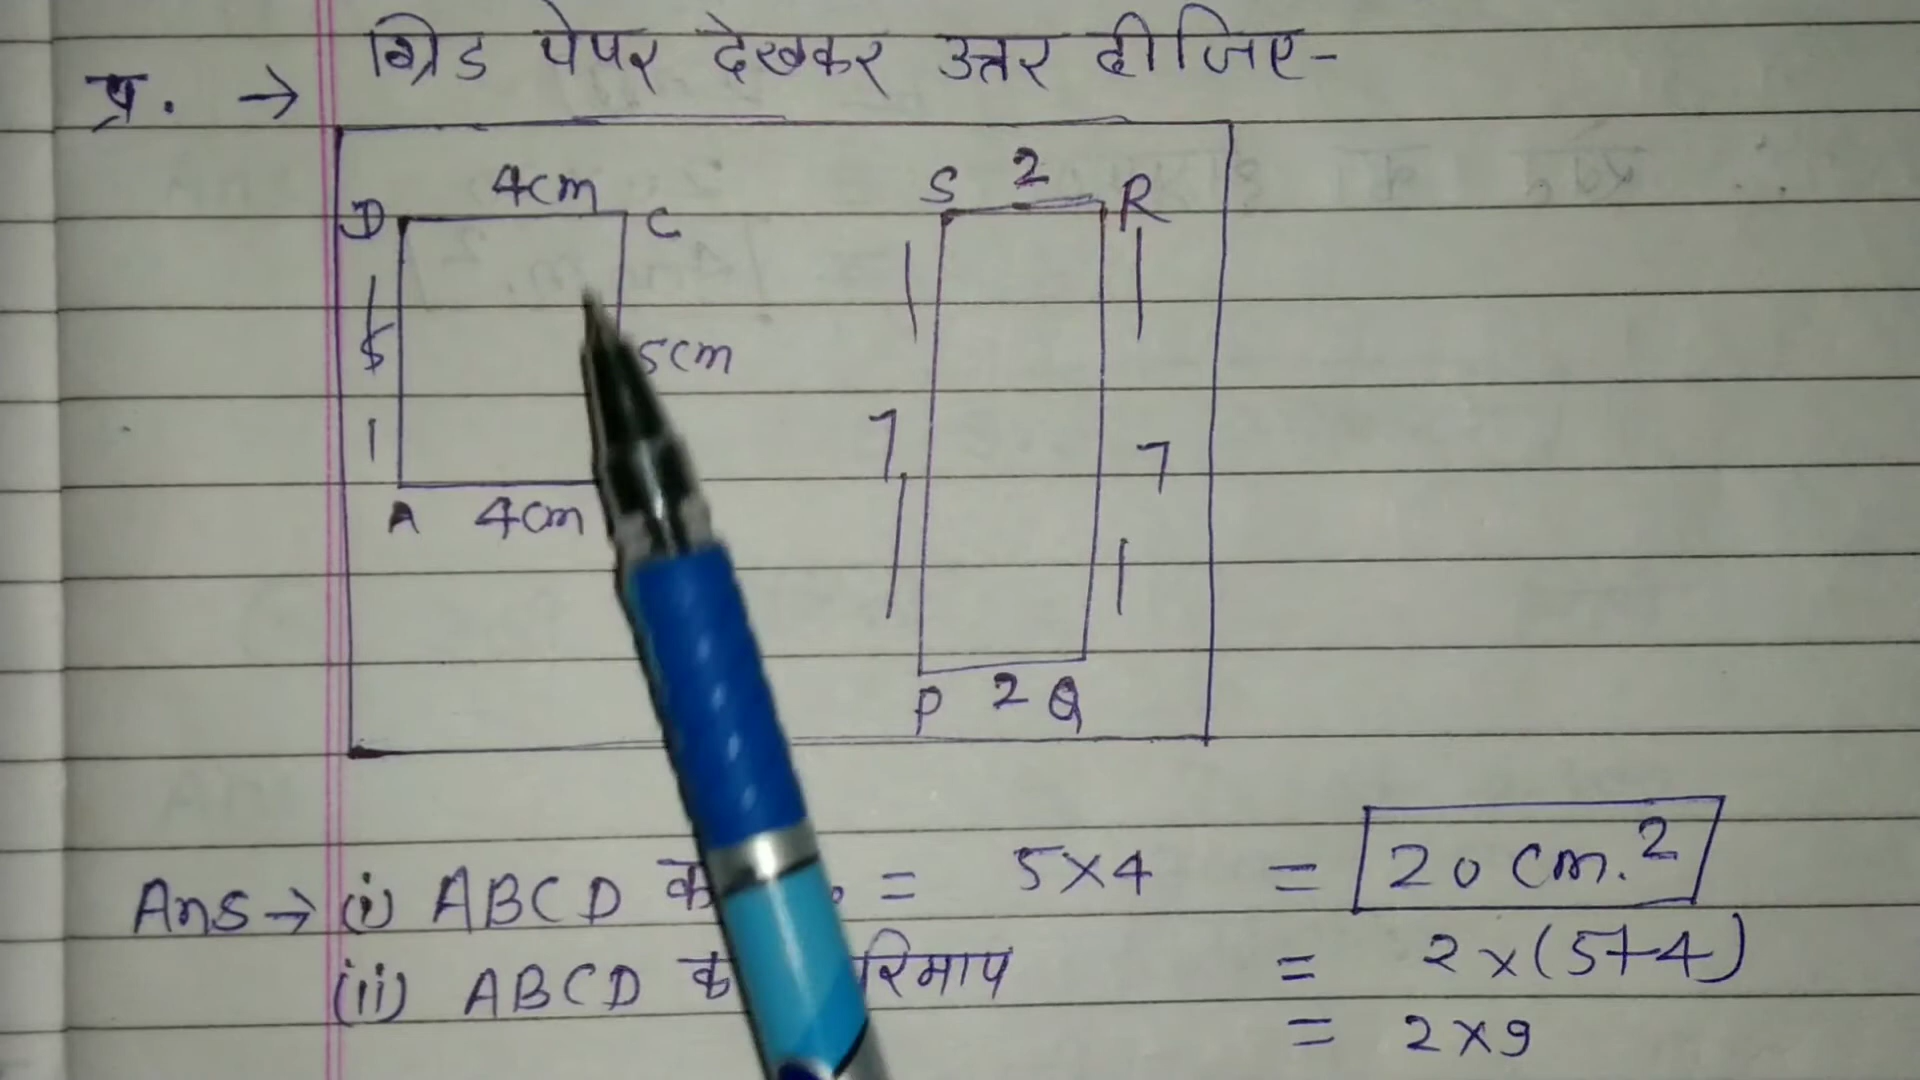 प्र. → ग्रिड पेपर देखकर उत्तर दीजिए-
4cm
S 2 R
D C
5 5cm
7 7
A 4cm
P 2 Q
Ans → (i) ABCD = 5×4 = 20 cm.²
(ii) ABCD = 2×(5+4)
= 2×9